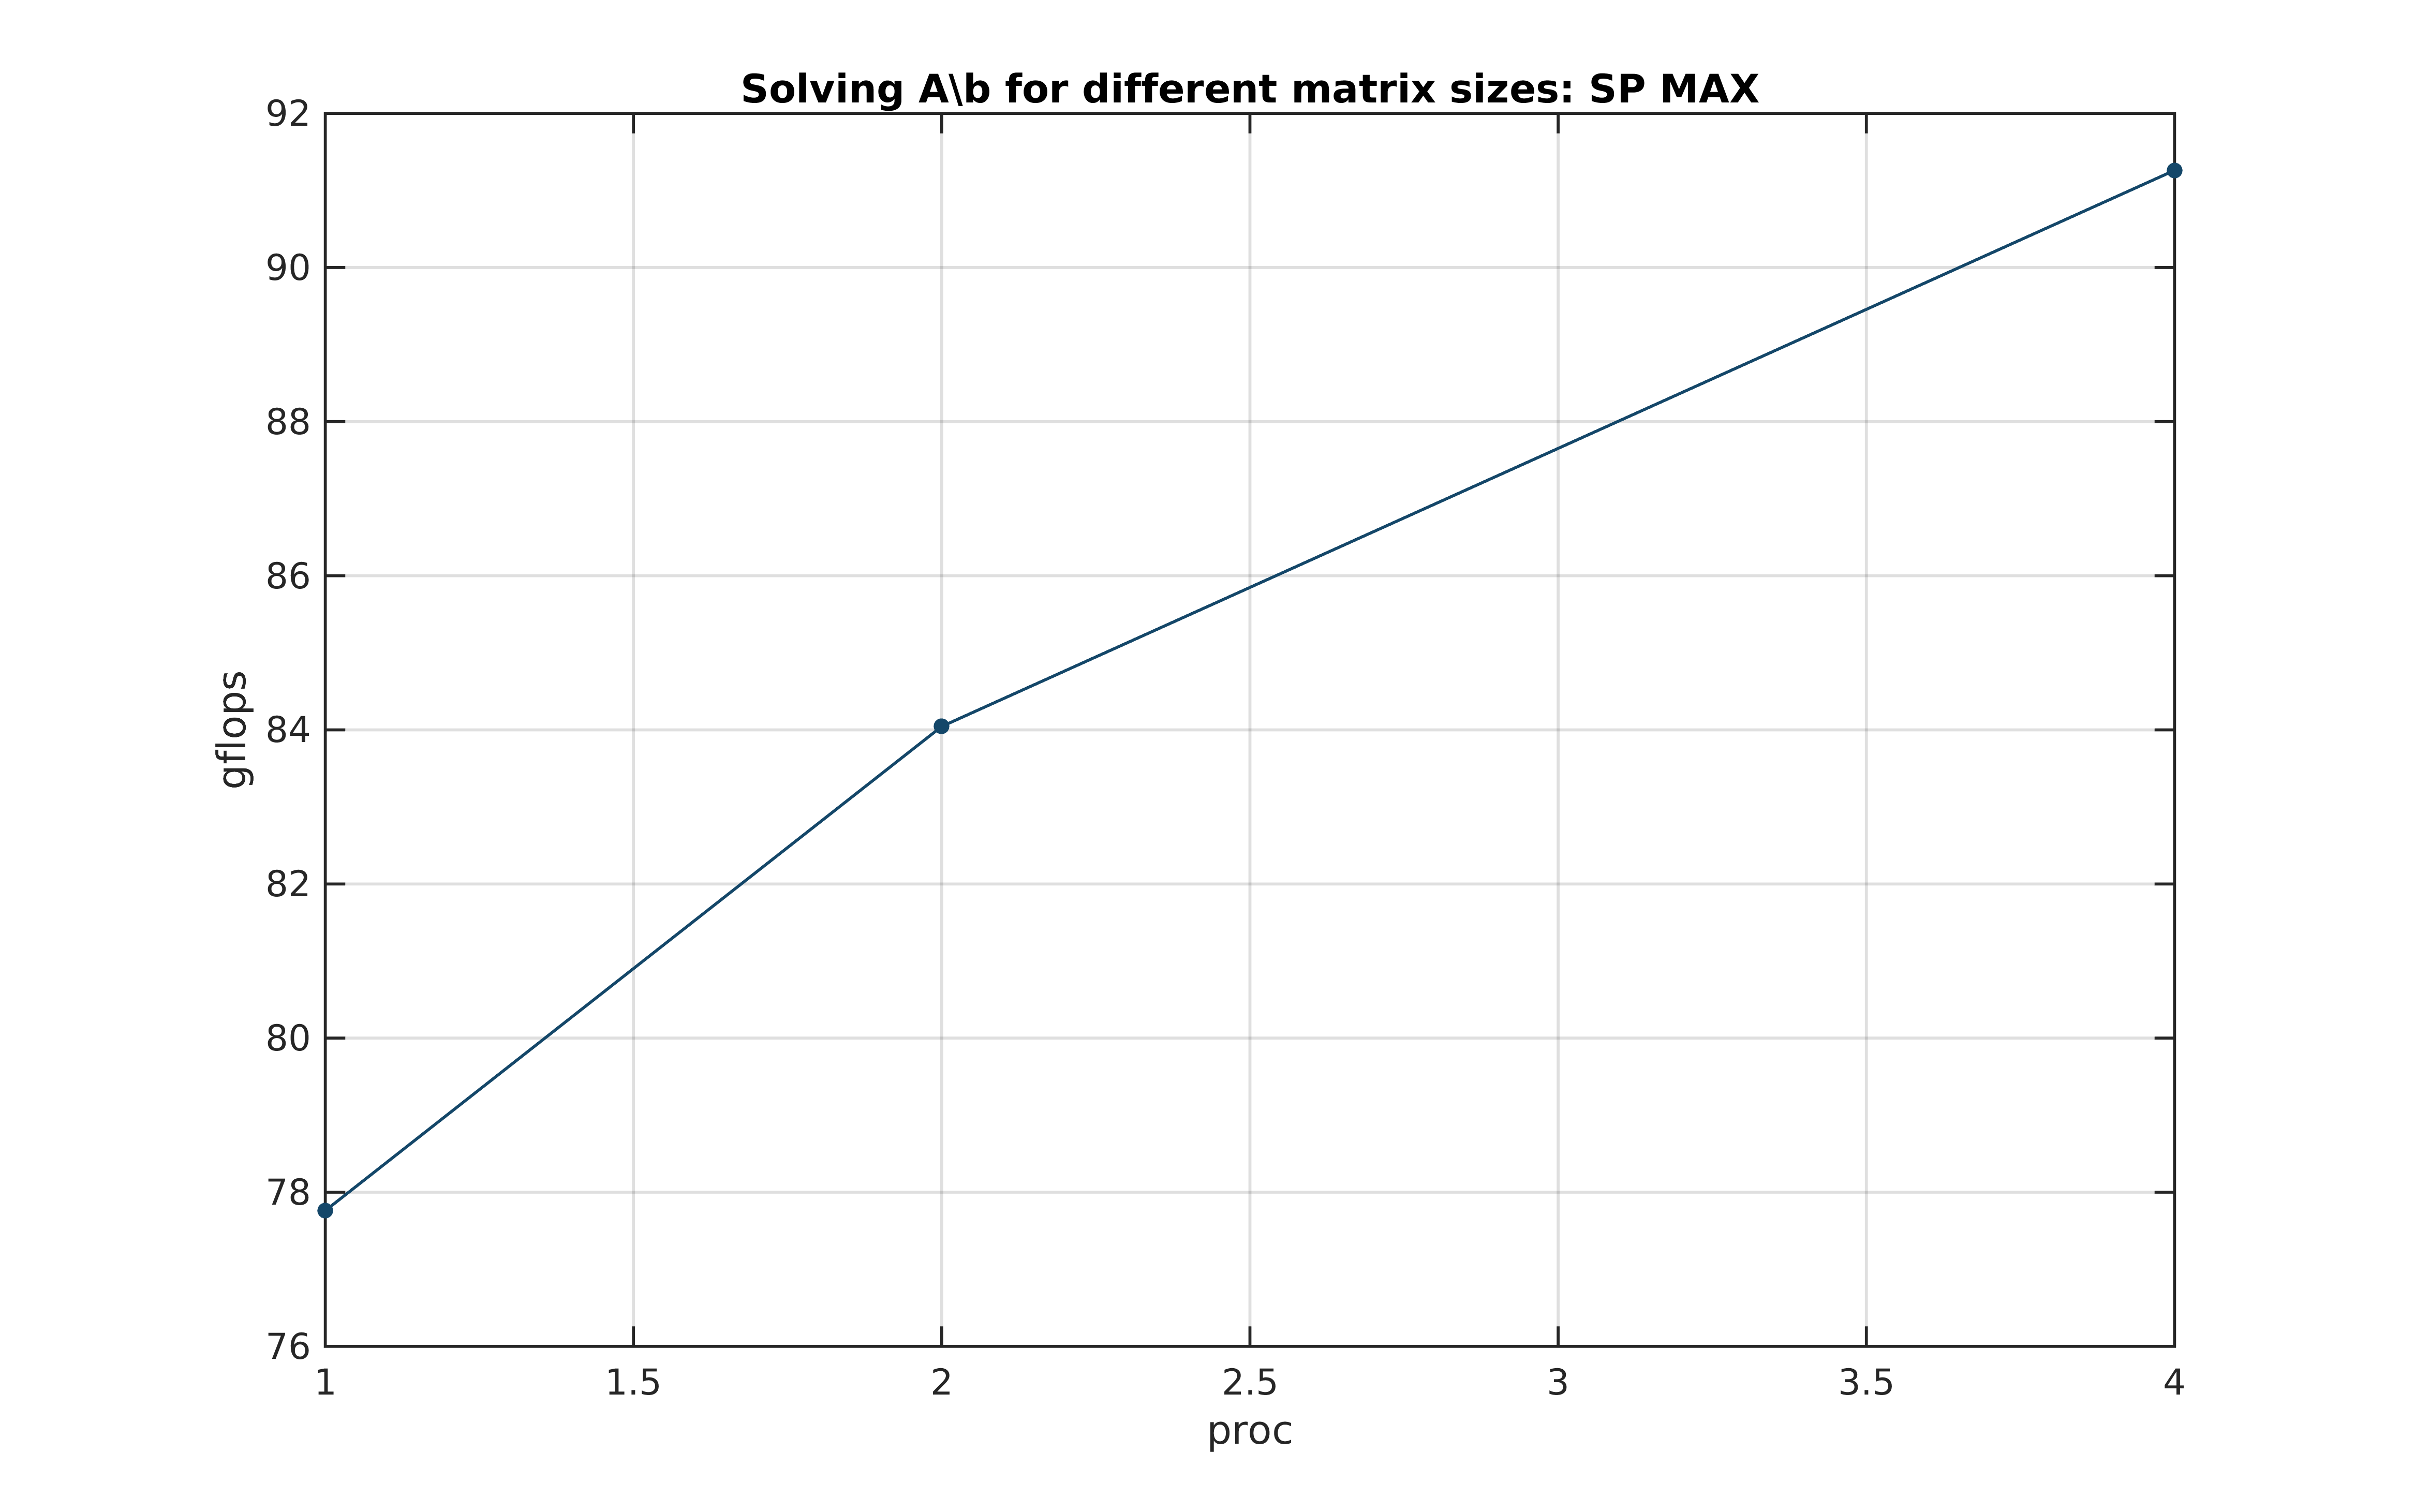 Solving A\b for different matrix sizes: SP MAX
92
90
88
86
84
82
80
78
76
gflops
1 1.5 2 2.5 3 3.5 4
proc